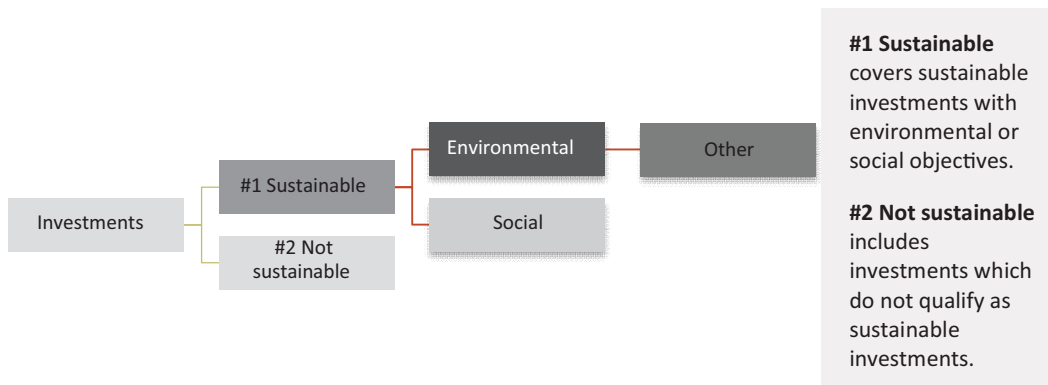 Investments
#1 Sustainable
#2 Not
sustainable
Environmental
Social
Other
#1 Sustainable
covers sustainable
investments with
environmental or
social objectives.
#2 Not sustainable
includes
investments which
do not qualify as
sustainable
investments.